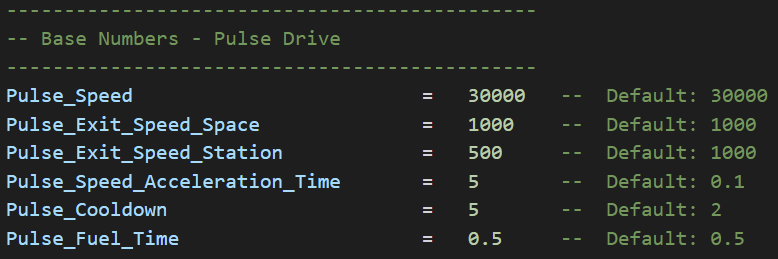 ----------------------------------------------
-- Base Numbers - Pulse Drive
----------------------------------------------
Pulse_Speed                         =   30000   --  Default: 30000
Pulse_Exit_Speed_Space              =   1000    --  Default: 1000
Pulse_Exit_Speed_Station            =   500     --  Default: 1000
Pulse_Speed_Acceleration_Time       =   5       --  Default: 0.1
Pulse_Cooldown                      =   5       --  Default: 2
Pulse_Fuel_Time                     =   0.5     --  Default: 0.5